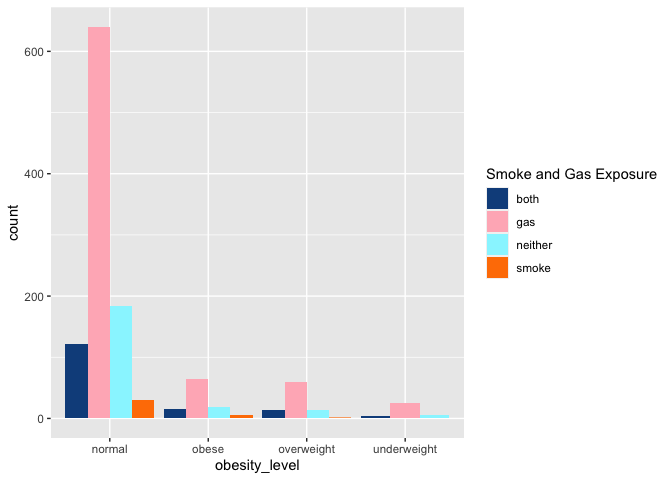 600
400
200
0
count
normal
obese
overweight
underweight
obesity_level
Smoke and Gas Exposure
both
gas
neither
smoke